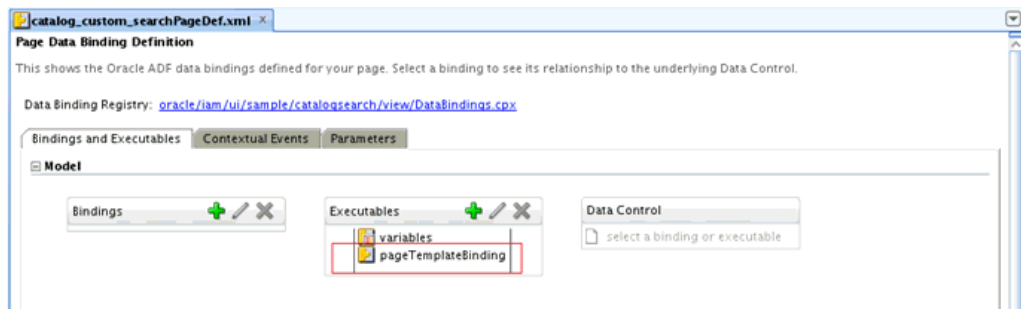 catalog_custom_searchPageDef.xml
Page Data Binding Definition
This shows the Oracle ADF data bindings defined for your page. Select a binding to see its relationship to the underlying Data Control.
Data Binding Registry: oracle/iam/ui/sample/catalogsearch/view/DataBindings.cpx
Bindings and Executables Contextual Events Parameters
Model
Bindings Executables Data Control
variables select a binding or executable
pageTemplateBinding